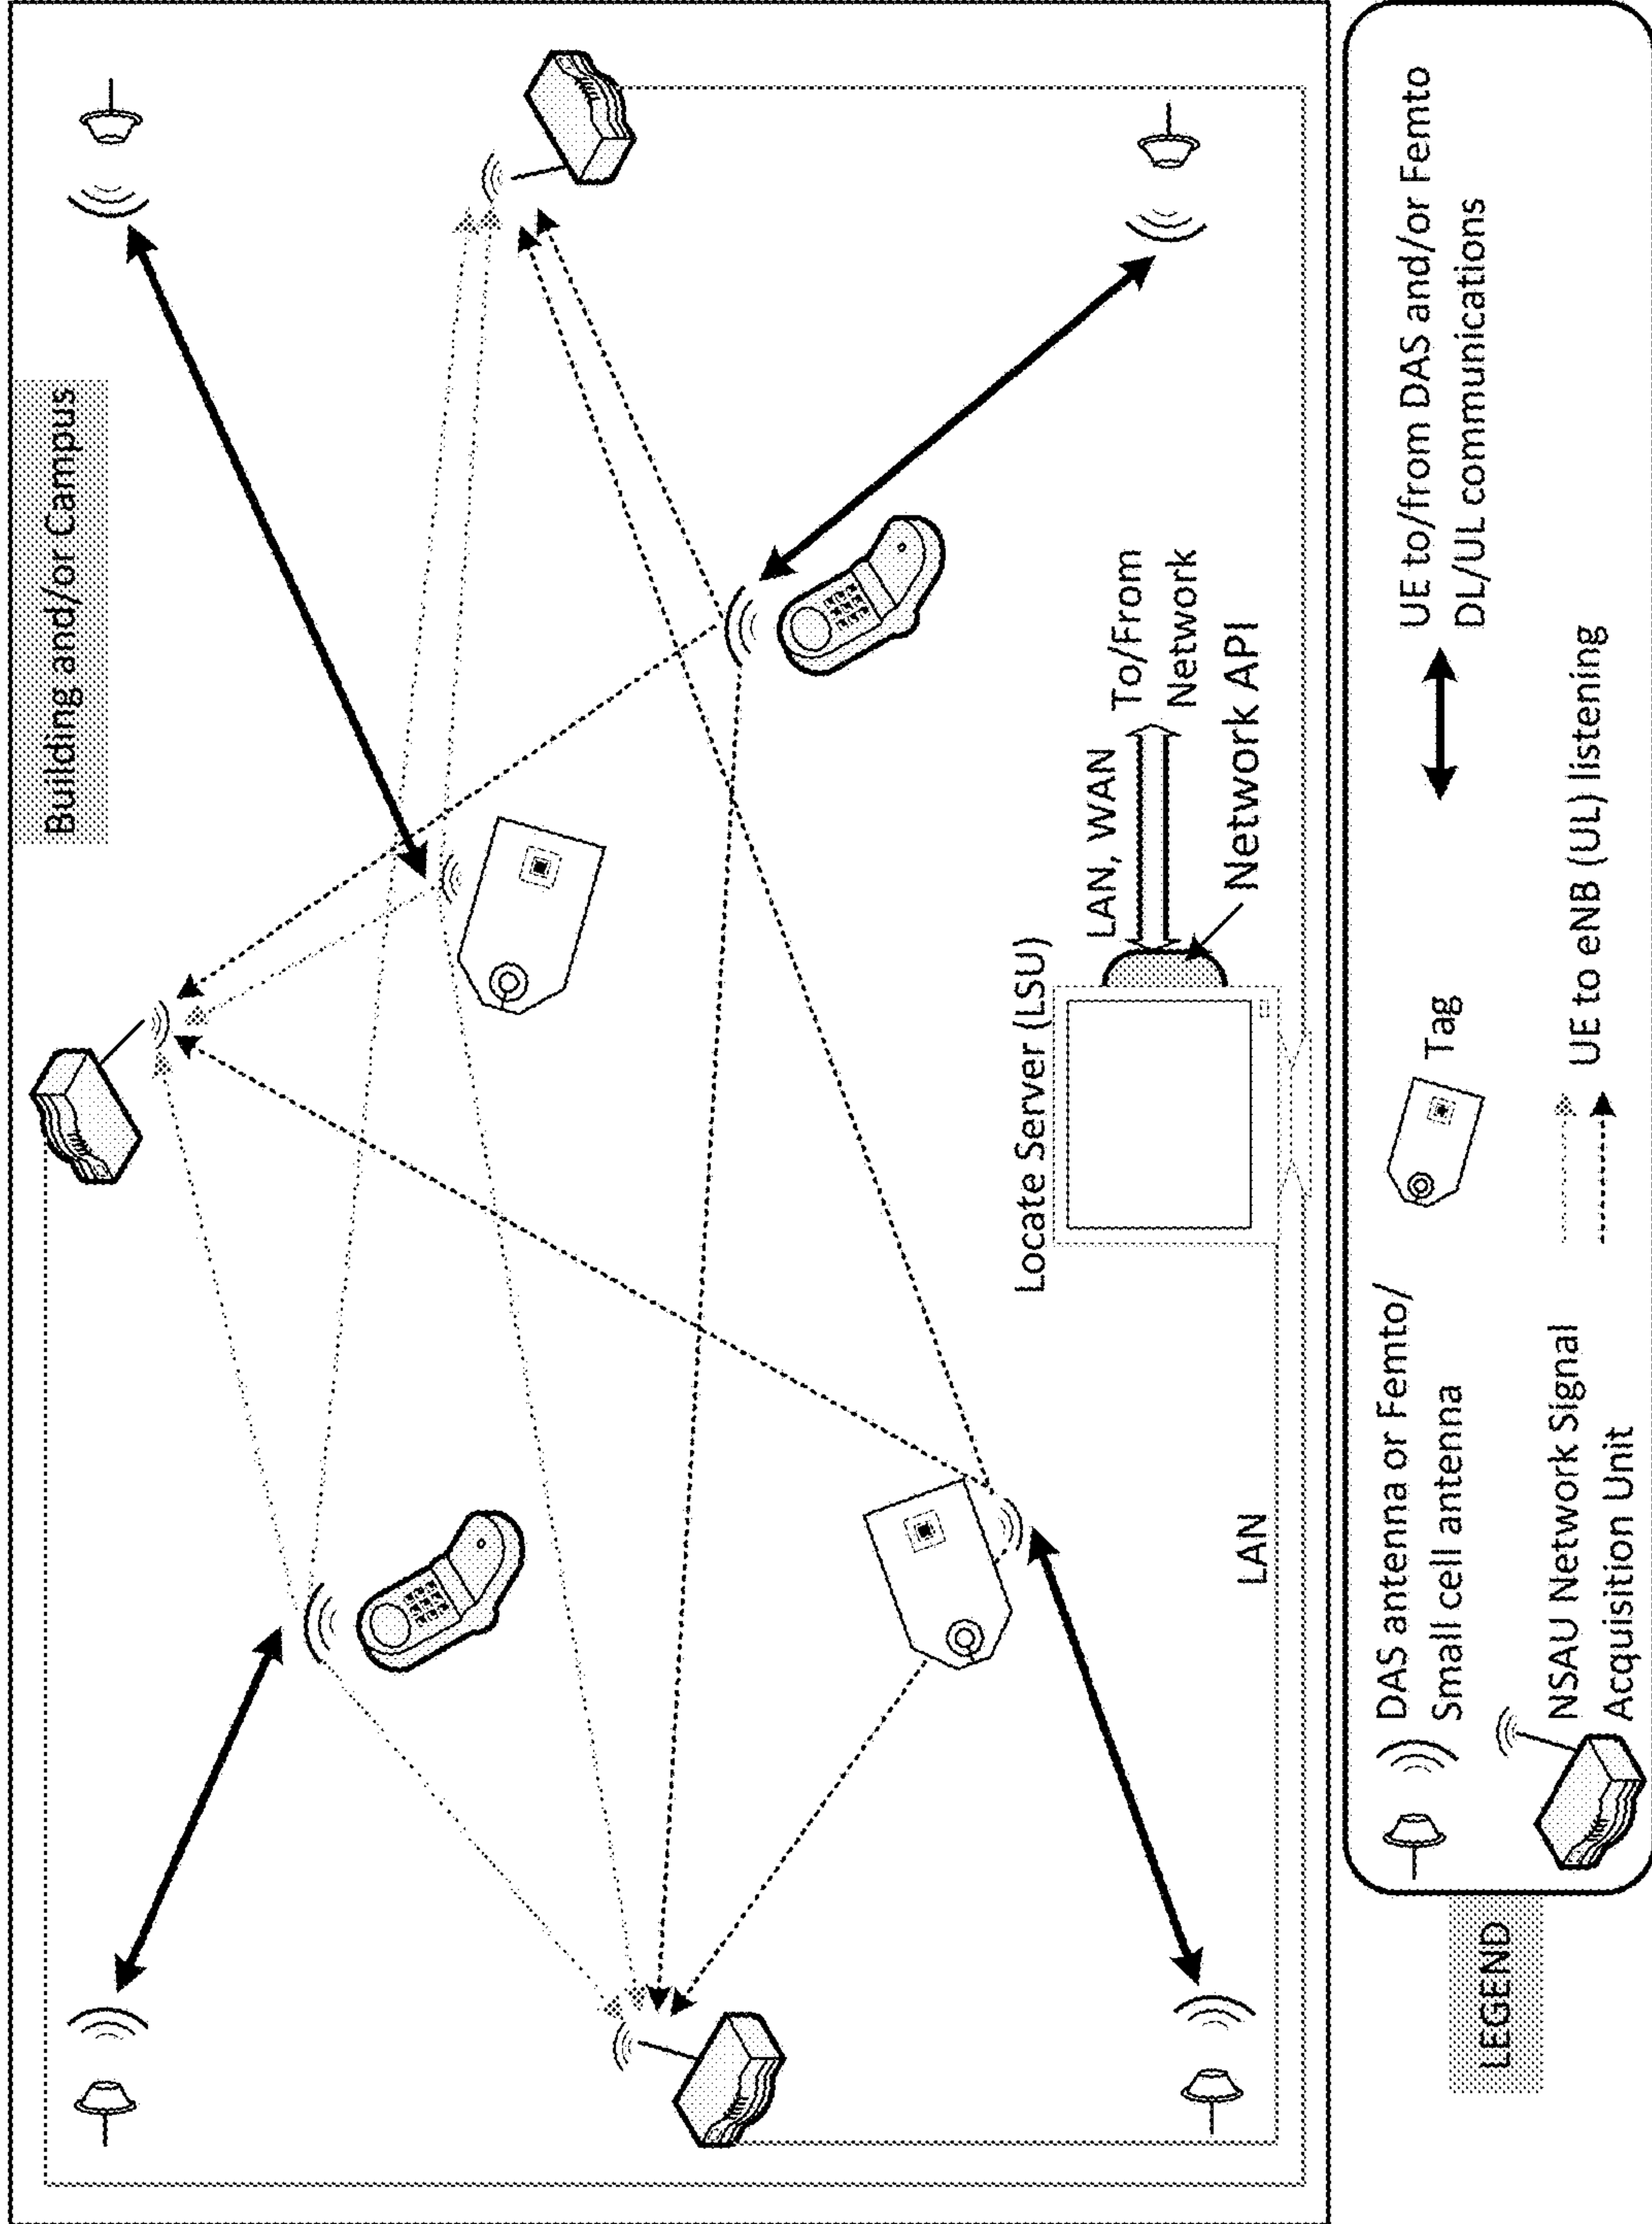 Building and/or Campus
Locate Server (LSU)
LAN, WAN
To/From
Network
Network API
LAN
LEGEND
DAS antenna or Femto/
Small cell antenna
Tag
UE to/from DAS and/or Femto
DL/UL communications
NSAU Network Signal
Acquisition Unit
UE to eNB (UL) listening